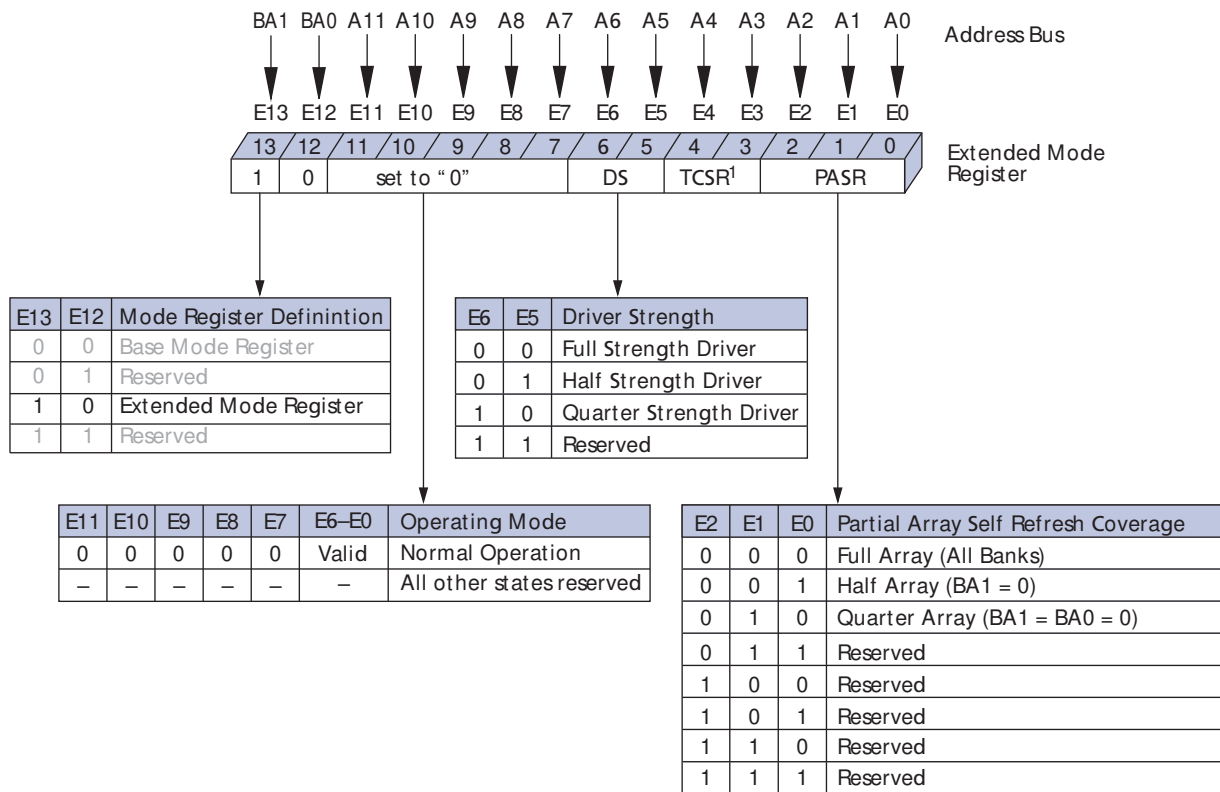 BA1 BA0 A11 A10 A9 A8 A7 A6 A5 A4 A3 A2 A1 A0 Address Bus
E13 E12 E11 E10 E9 E8 E7 E6 E5 E4 E3 E2 E1 E0
13 12 11 10 9 8 7 6 5 4 3 2 1 0 Extended Mode
Register
1 0 set to "0" DS TCSR1 PASR
E13 E12 Mode Register Definintion
0 0 Base Mode Register
0 1 Reserved
1 0 Extended Mode Register
1 1 Reserved
E6 E5 Driver Strength
0 0 Full Strength Driver
0 1 Half Strength Driver
1 0 Quarter Strength Driver
1 1 Reserved
E11 E10 E9 E8 E7 E6–E0 Operating Mode
0 0 0 0 0 Valid Normal Operation
– – – – – – All other states reserved
E2 E1 E0 Partial Array Self Refresh Coverage
0 0 0 Full Array (All Banks)
0 0 1 Half Array (BA1 = 0)
0 1 0 Quarter Array (BA1 = BA0 = 0)
0 1 1 Reserved
1 0 0 Reserved
1 0 1 Reserved
1 1 0 Reserved
1 1 1 Reserved